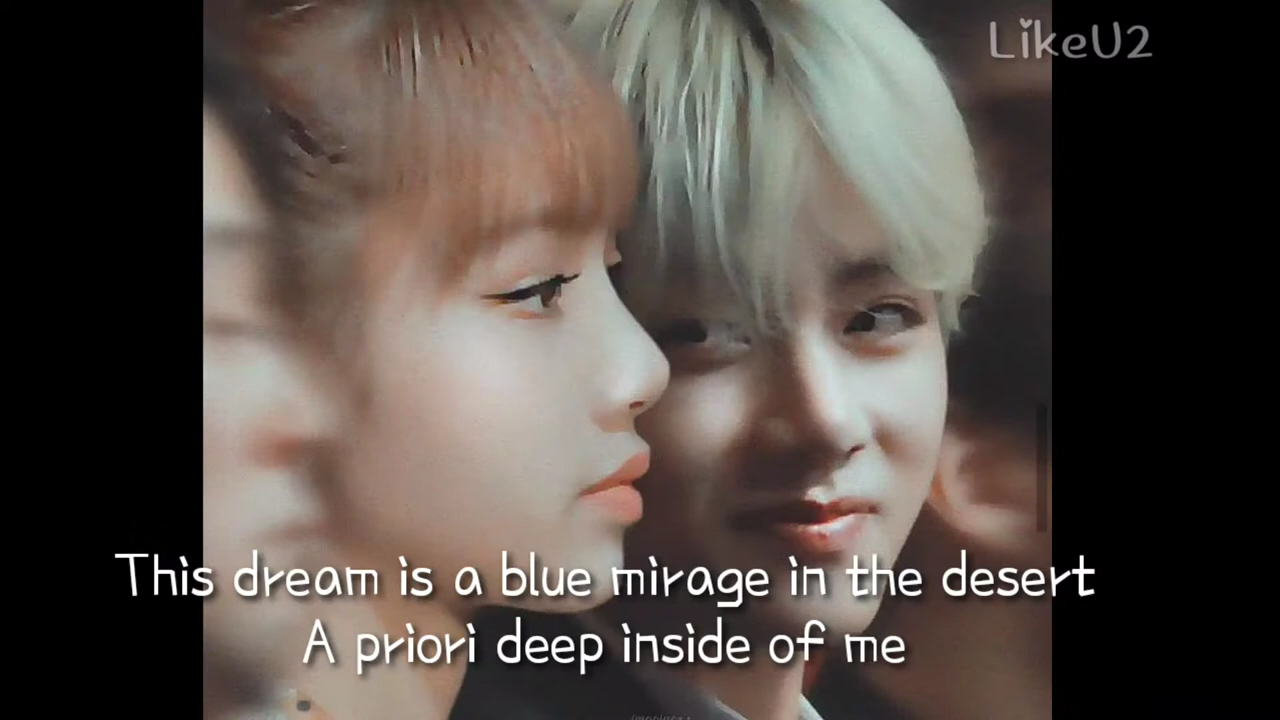 LikeU2
This dream is a blue mirage in the desert
A priori deep inside of me